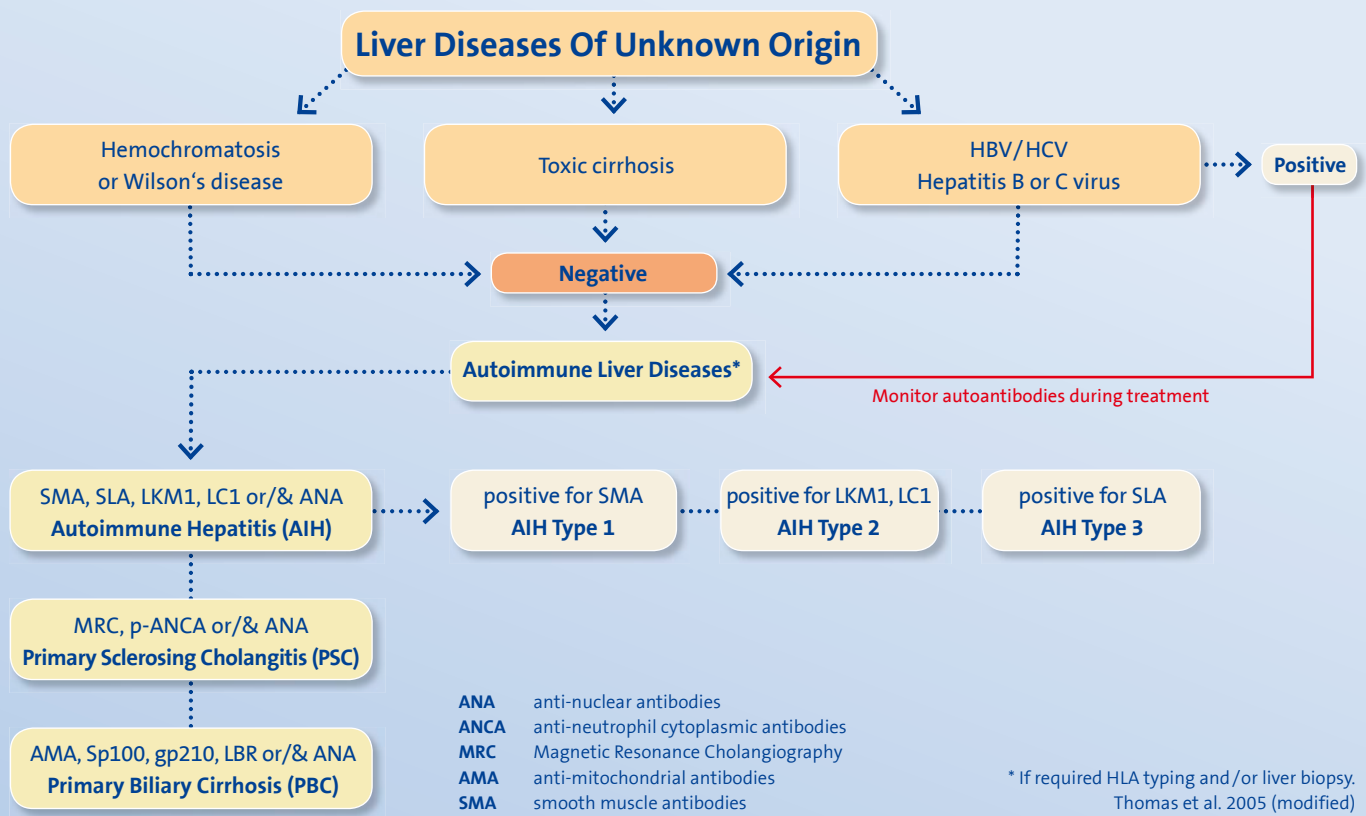 Liver Diseases Of Unknown Origin
Hemochromatosis
or Wilson‘s disease
Toxic cirrhosis
HBV/HCV
Hepatitis B or C virus
Positive
Negative
Autoimmune Liver Diseases*
Monitor autoantibodies during treatment
SMA, SLA, LKM1, LC1 or/& ANA
Autoimmune Hepatitis (AIH)
positive for SMA
AIH Type 1
positive for LKM1, LC1
AIH Type 2
positive for SLA
AIH Type 3
MRC, p-ANCA or/& ANA
Primary Sclerosing Cholangitis (PSC)
AMA, Sp100, gp210, LBR or/& ANA
Primary Biliary Cirrhosis (PBC)
ANA anti-nuclear antibodies
ANCA anti-neutrophil cytoplasmic antibodies
MRC Magnetic Resonance Cholangiography
AMA anti-mitochondrial antibodies
SMA smooth muscle antibodies
* If required HLA typing and/or liver biopsy.
Thomas et al. 2005 (modified)